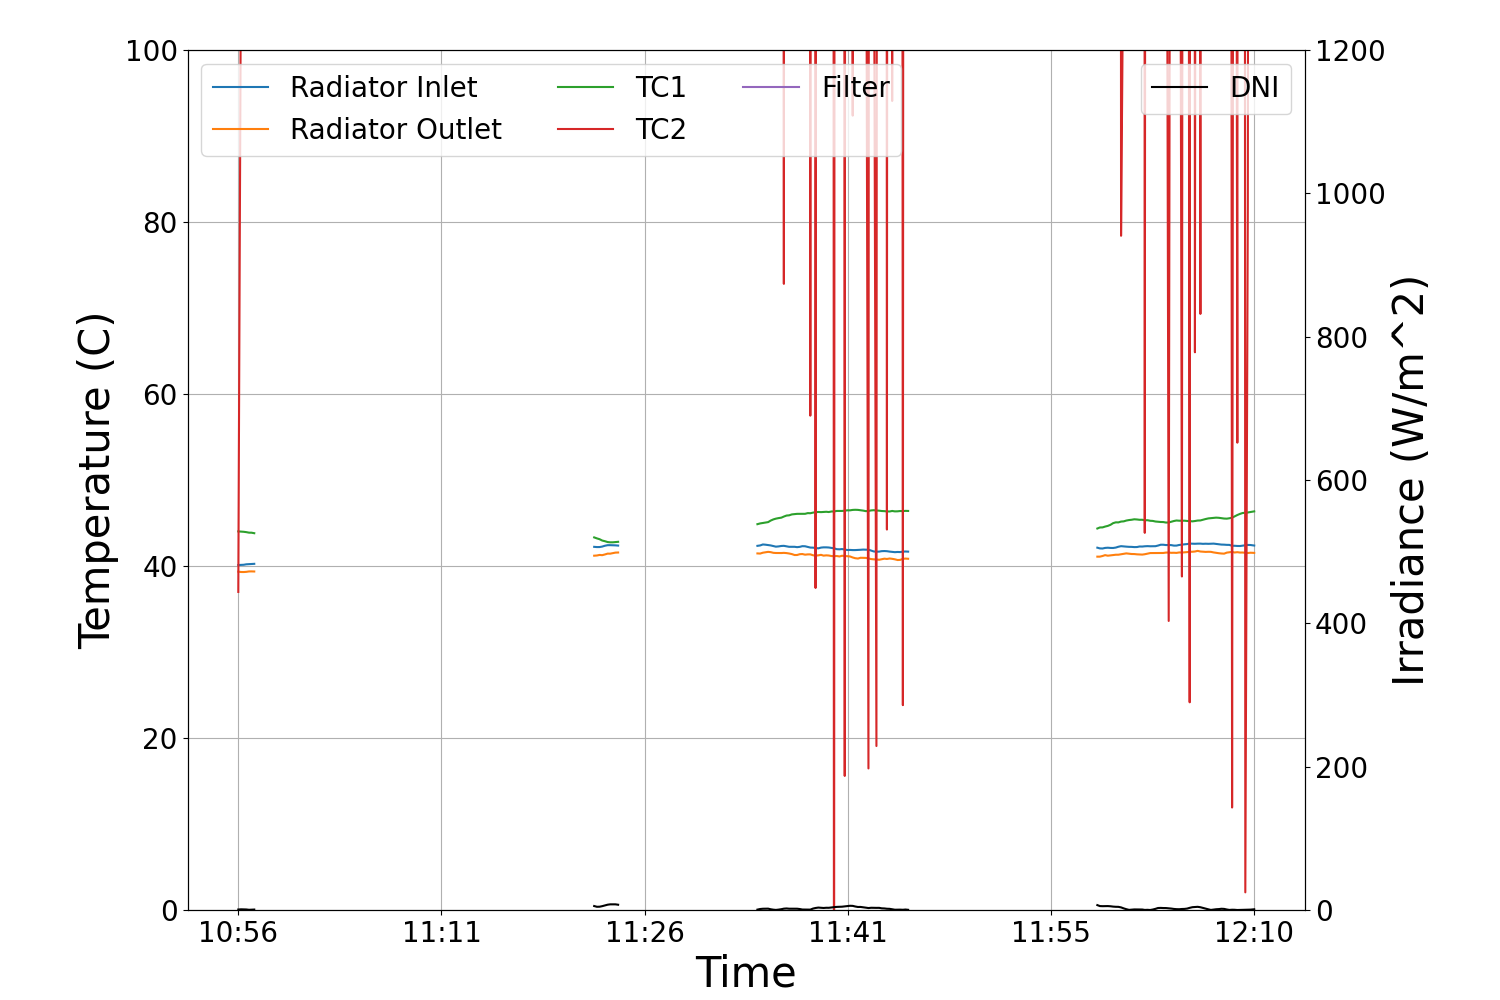 100
80
60
40
20
0
Temperature (C)
Radiator Inlet
Radiator Outlet
TC1
TC2
Filter
DNI
1200
1000
800
600
400
200
0
Irradiance (W/m^2)
10:56 11:11 11:26 11:41 11:55 12:10
Time